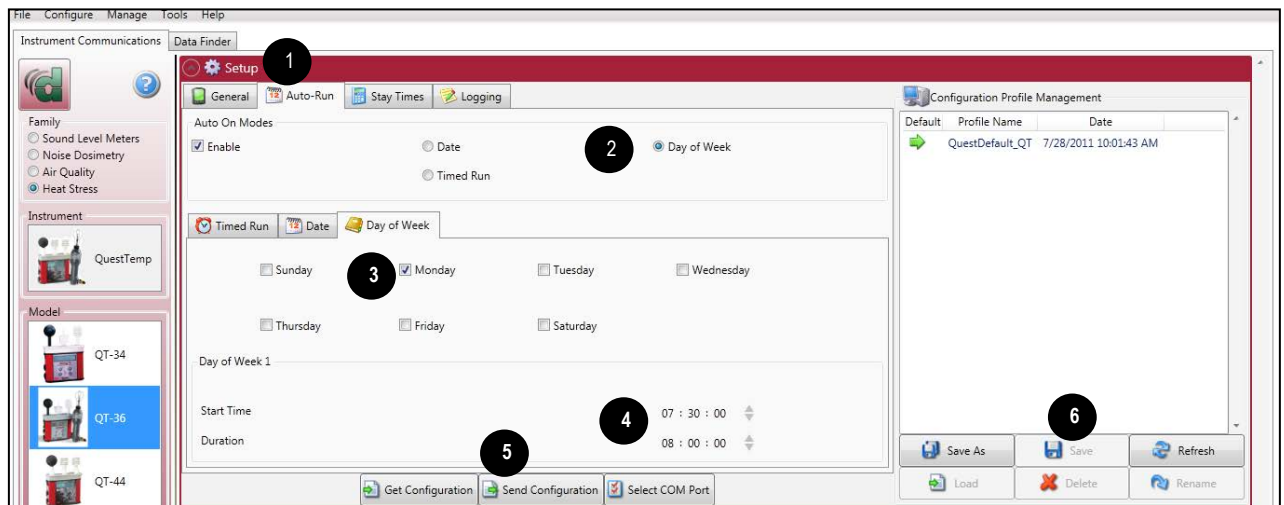 File Configure Manage Tools Help
Instrument Communications Data Finder
1
Setup
General 12 Auto-Run Stay Times Logging
Auto On Modes
Enable Date 2 Day of Week
Timed Run
Timed Run 12 Date Day of Week
Sunday 3 Monday Tuesday Wednesday
Thursday Friday Saturday
Day of Week 1
Start Time 4 07 : 30 : 00
Duration 08 : 00 : 00
5
Get Configuration Send Configuration Select COM Port
d ?
Family
Sound Level Meters
Noise Dosimetry
Air Quality
Heat Stress
Instrument
QuestTemp
Model
QT-34
QT-36
QT-44
Configuration Profile Management
Default Profile Name Date
QuestDefault_QT 7/28/2011 10:01:43 AM
6
Save As Save Refresh
Load Delete Rename